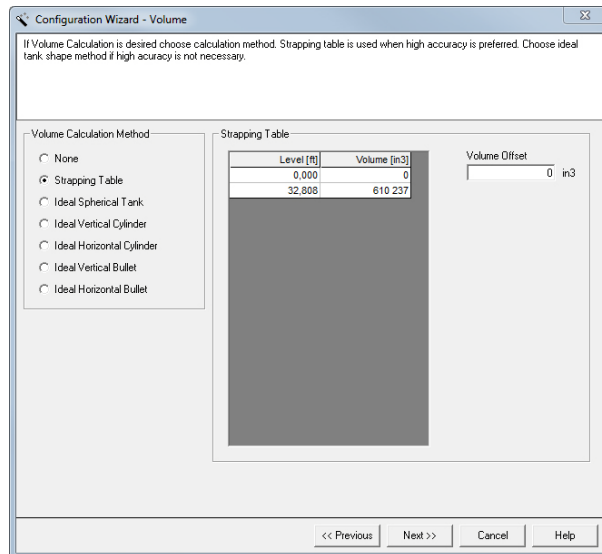 Configuration Wizard - Volume
If Volume Calculation is desired choose calculation method. Strapping table is used when high accuracy is preferred. Choose ideal
tank shape method if high acuracy is not necessary.
Volume Calculation Method
None
Strapping Table
Ideal Spherical Tank
Ideal Vertical Cylinder
Ideal Horizontal Cylinder
Ideal Vertical Bullet
Ideal Horizontal Bullet
Strapping Table
Level [ft] Volume [in3]
0,000 0
32,808 610 237
Volume Offset
0 in3
<< Previous Next >> Cancel Help